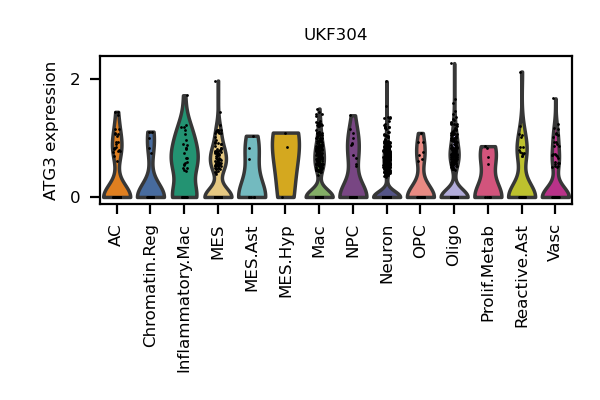 UKF304
ATG3 expression
2
0
AC
Chromatin.Reg
Inflammatory.Mac
MES
MES.Ast
MES.Hyp
Mac
NPC
Neuron
OPC
Oligo
Prolif.Metab
Reactive.Ast
Vasc